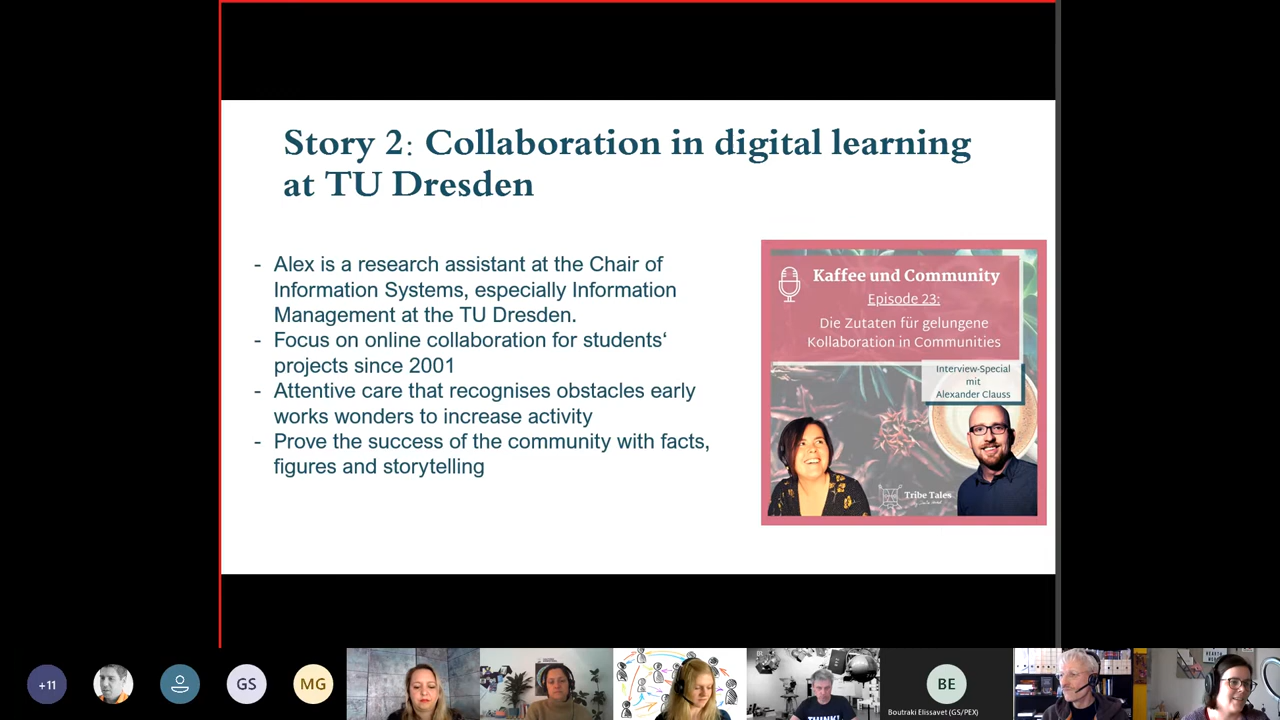 Story 2: Collaboration in digital learning
at TU Dresden
- Alex is a research assistant at the Chair of
Information Systems, especially Information
Management at the TU Dresden.
- Focus on online collaboration for students‘
projects since 2001
- Attentive care that recognises obstacles early
works wonders to increase activity
- Prove the success of the community with facts,
figures and storytelling
Kaffee und Community
Episode 23:
Die Zutaten für gelungene
Kollaboration in Communities
Interview-Special
mit
Alexander Clauss
Tribe Tales
+11
GS
MG
THINK!
BE
Boutraki Elissavet (GS/PEX)